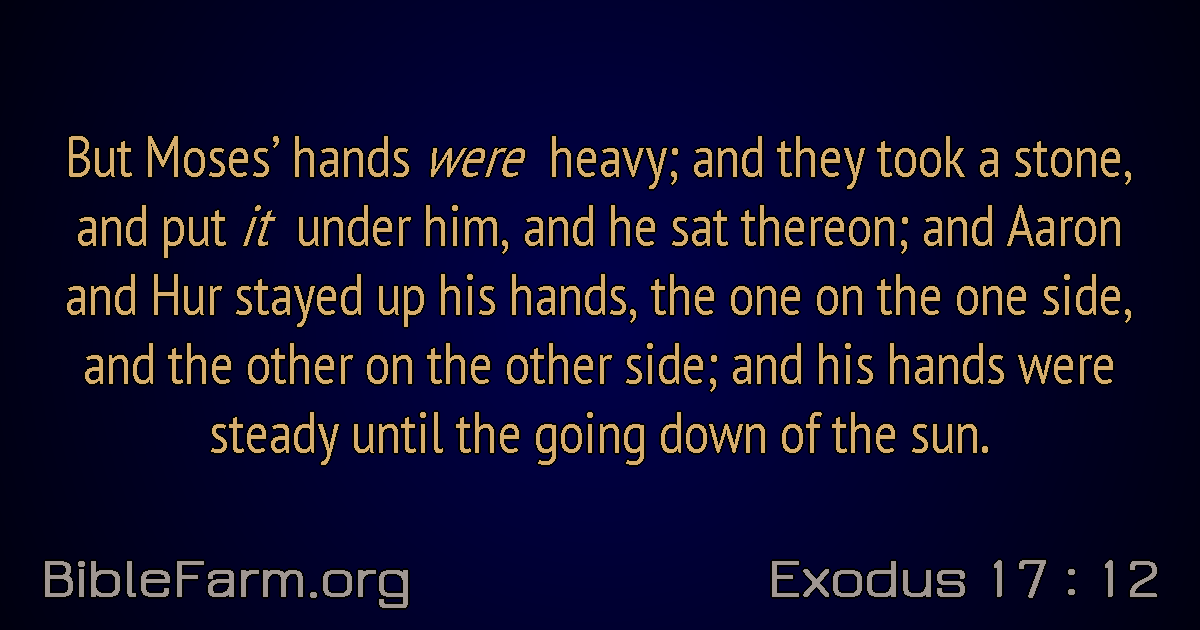 But Moses’ hands were heavy; and they took a stone,
and put it under him, and he sat thereon; and Aaron
and Hur stayed up his hands, the one on the one side,
and the other on the other side; and his hands were
steady until the going down of the sun.
BibleFarm.org
Exodus 17 : 12